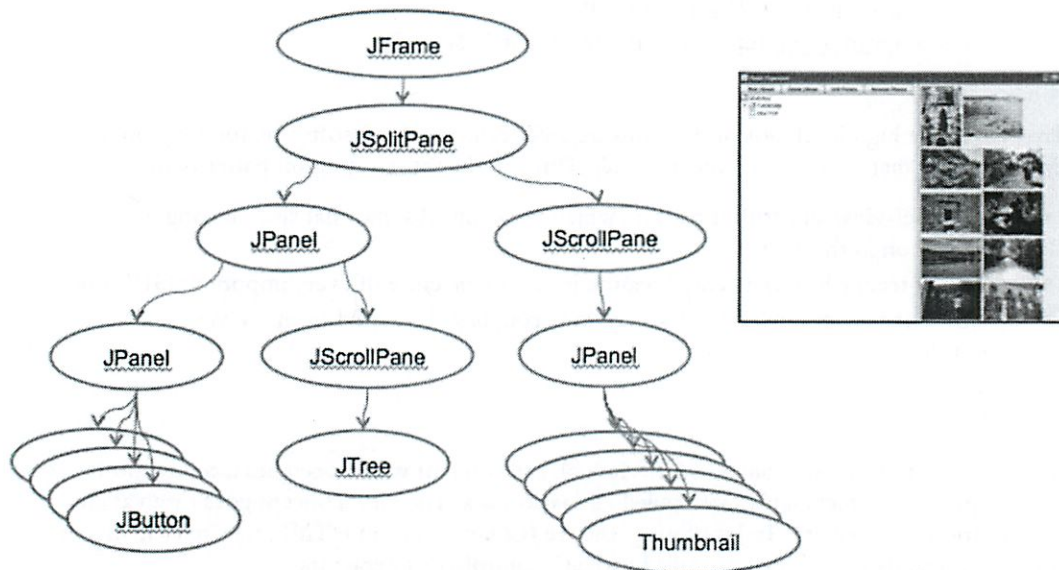 JFrame
JSplitPane
JPanel
JScrollPane
JPanel
JScrollPane
JPanel
JButton
JTree
Thumbnail